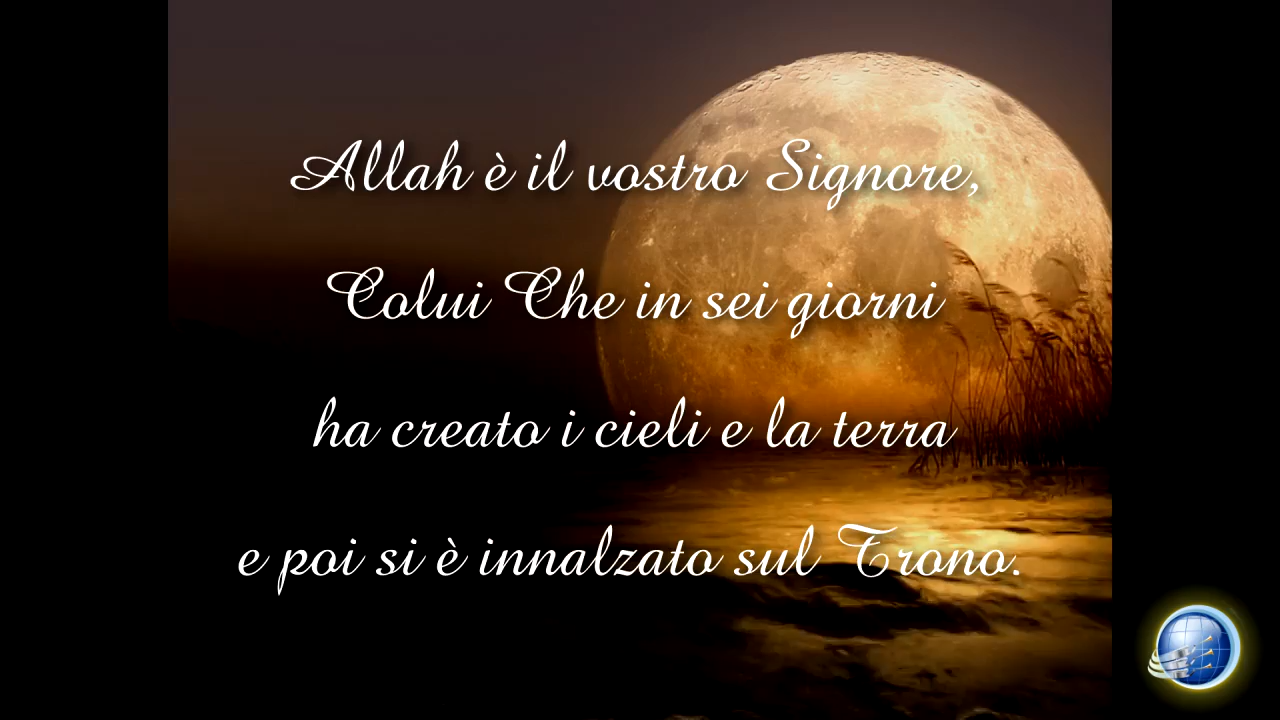 Allah è il vostro Signore,
Colui Che in sei giorni
ha creato i cieli e la terra
e poi si è innalzato sul Trono.